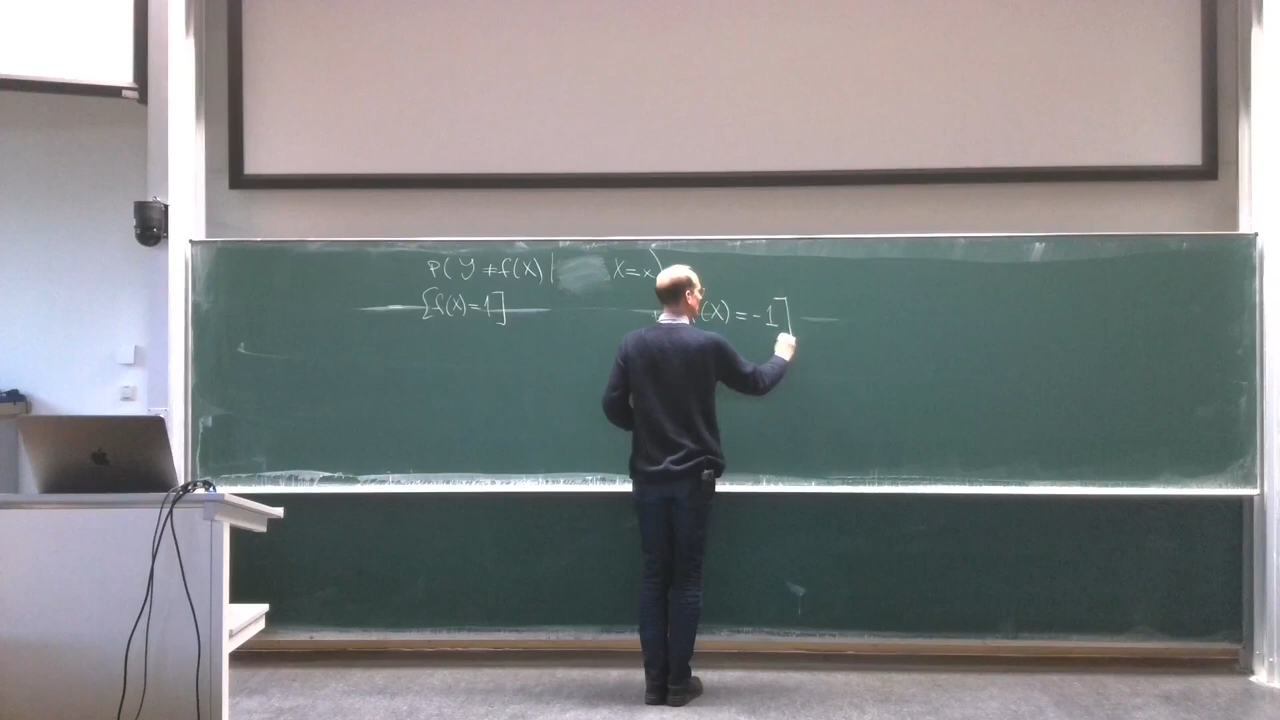 P( Y ≠ f(X) | X = x)
{f(X) = 1} (X) = -1}